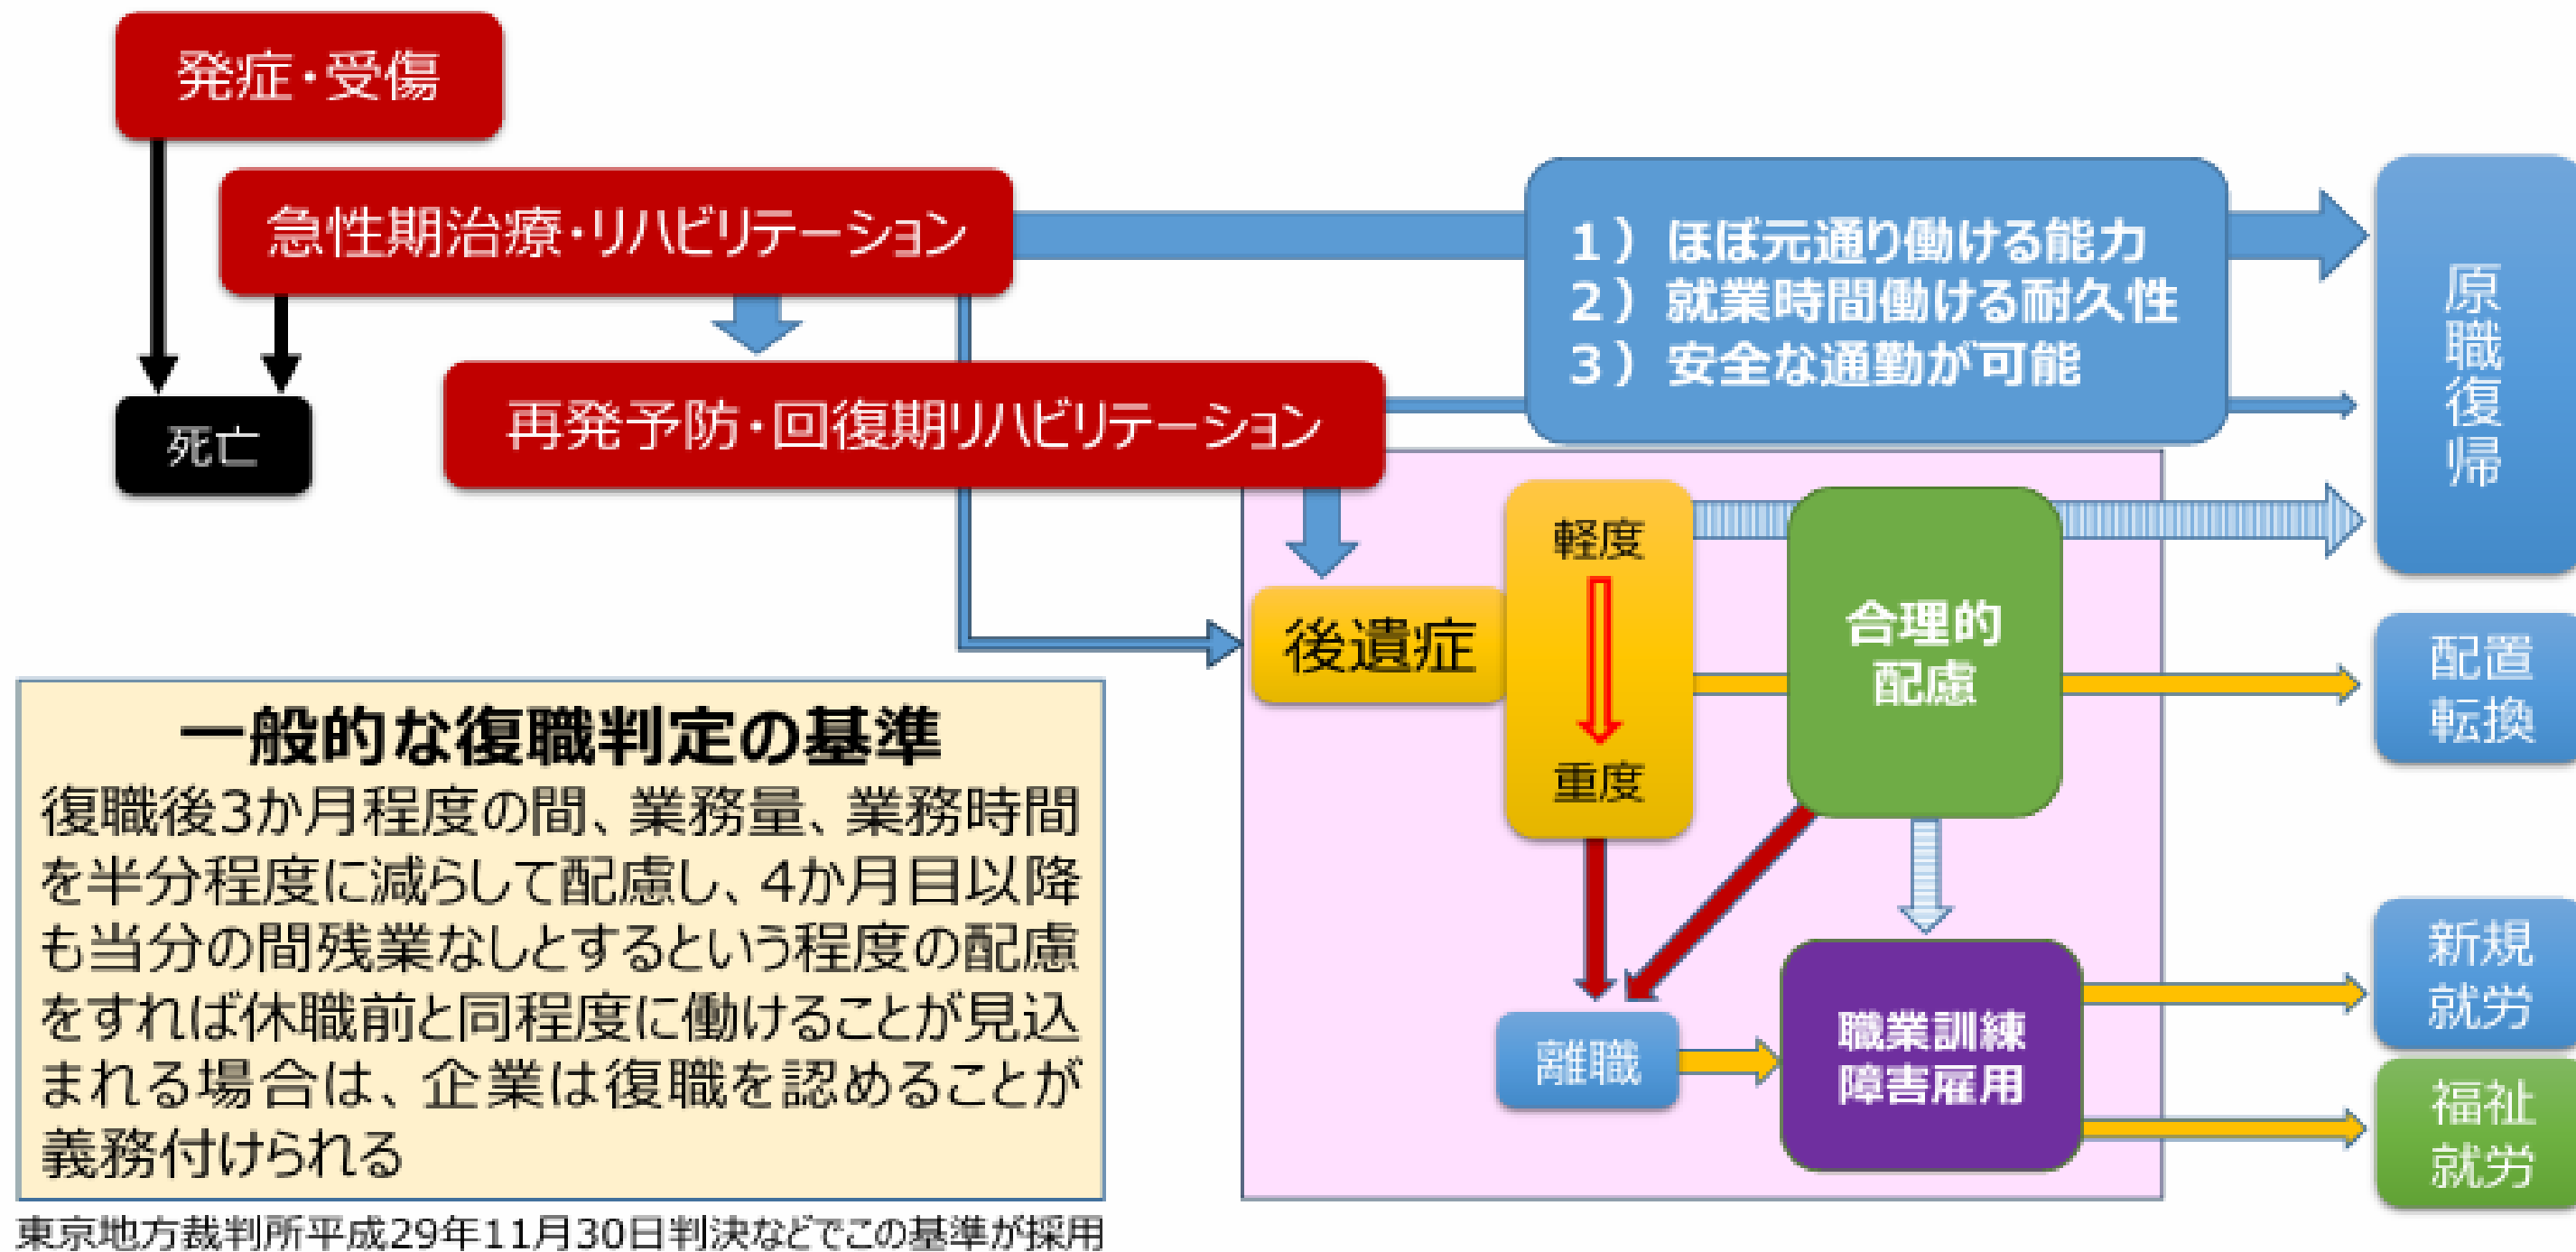 発症・受傷
急性期治療・リハビリテーション
再発予防・回復期リハビリテーション
死亡
1）ほぼ元通り働ける能力
2）就業時間働ける耐久性
3）安全な通勤が可能
原職復帰
後遺症
軽度
重度
合理的
配慮
配置
転換
離職
職業訓練
障害雇用
新規
就労
福祉
就労
一般的な復職判定の基準
復職後3か月程度の間、業務量、業務時間
を半分程度に減らして配慮し、4か月目以降
も当分の間残業なしとするという程度の配慮
をすれば休職前と同程度に働けることが見込
まれる場合は、企業は復職を認めることが
義務付けられる
東京地方裁判所平成29年11月30日判決などでこの基準が採用